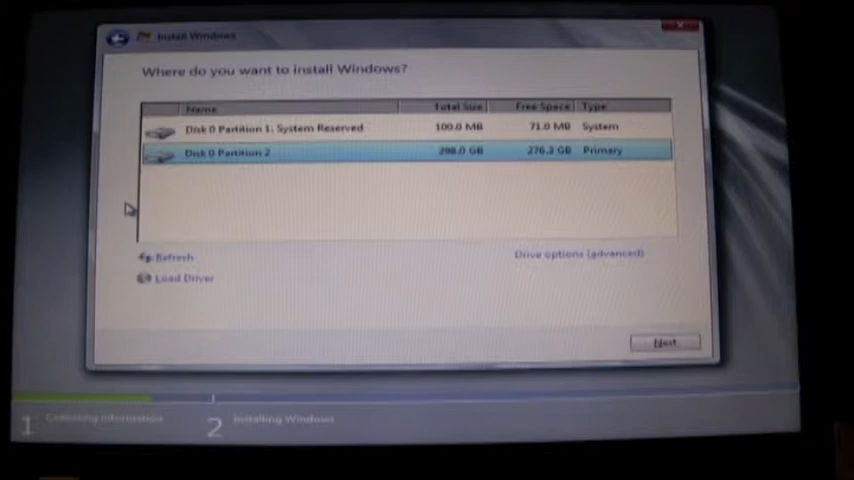 Install Windows
Where do you want to install Windows?
Name Total Size Free Space Type
Disk 0 Partition 1: System Reserved 100.0 MB 71.0 MB System
Disk 0 Partition 2 298.0 GB 276.3 GB Primary
Refresh Drive options (advanced)
Load Driver
Next
1 Collecting information 2 Installing Windows